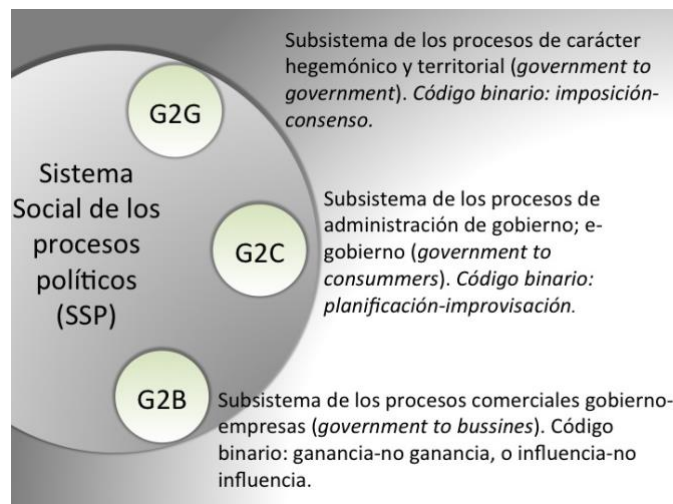 Subsistema de los procesos de carácter
hegemónico y territorial (government to
government). Código binario: imposición-
consenso.
G2G
Sistema
Social de los
procesos
políticos
(SSP)
Subsistema de los procesos de
administración de gobierno; e-
gobierno (government to
consummers). Código binario:
planificación-improvisación.
G2C
G2B
Subsistema de los procesos comerciales gobierno-
empresas (government to bussines). Código
binario: ganancia-no ganancia, o influencia-no
influencia.